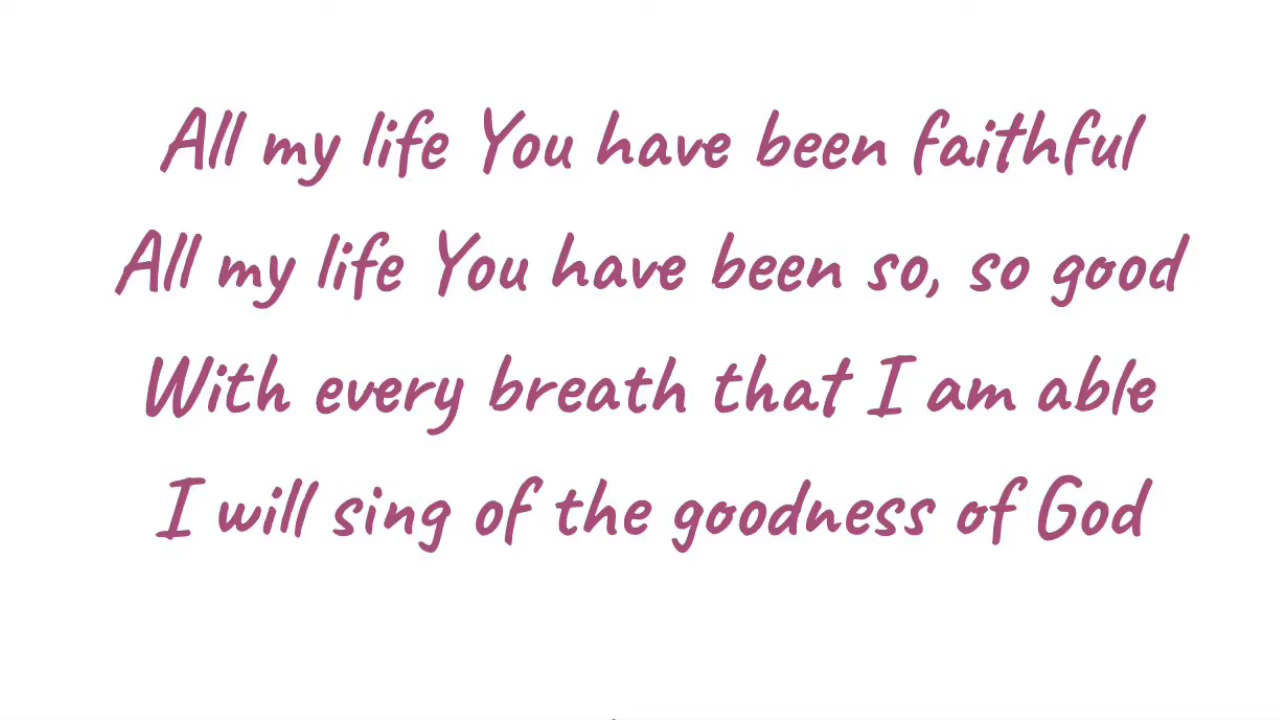 All my life You have been faithful
All my life You have been so, so good
With every breath that I am able
I will sing of the goodness of God